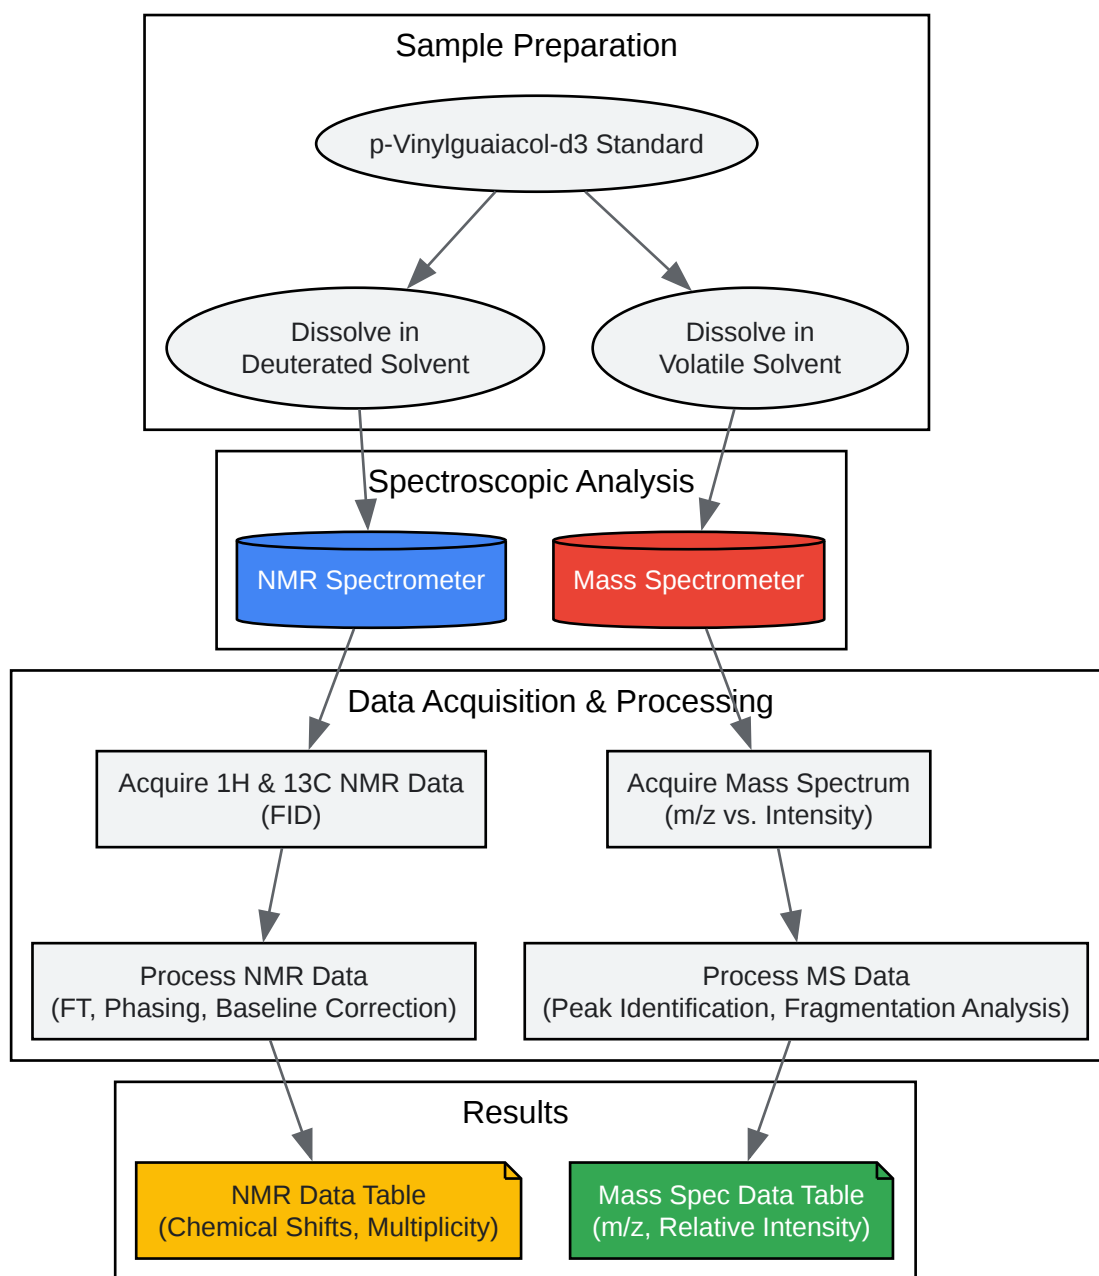 Sample Preparation
p-Vinylguaiacol-d3 Standard
Dissolve in
Deuterated Solvent
Dissolve in
Volatile Solvent
Spectroscopic Analysis
NMR Spectrometer
Mass Spectrometer
Data Acquisition & Processing
Acquire 1H & 13C NMR Data
(FID)
Acquire Mass Spectrum
(m/z vs. Intensity)
Process NMR Data
(FT, Phasing, Baseline Correction)
Process MS Data
(Peak Identification, Fragmentation Analysis)
Results
NMR Data Table
(Chemical Shifts, Multiplicity)
Mass Spec Data Table
(m/z, Relative Intensity)